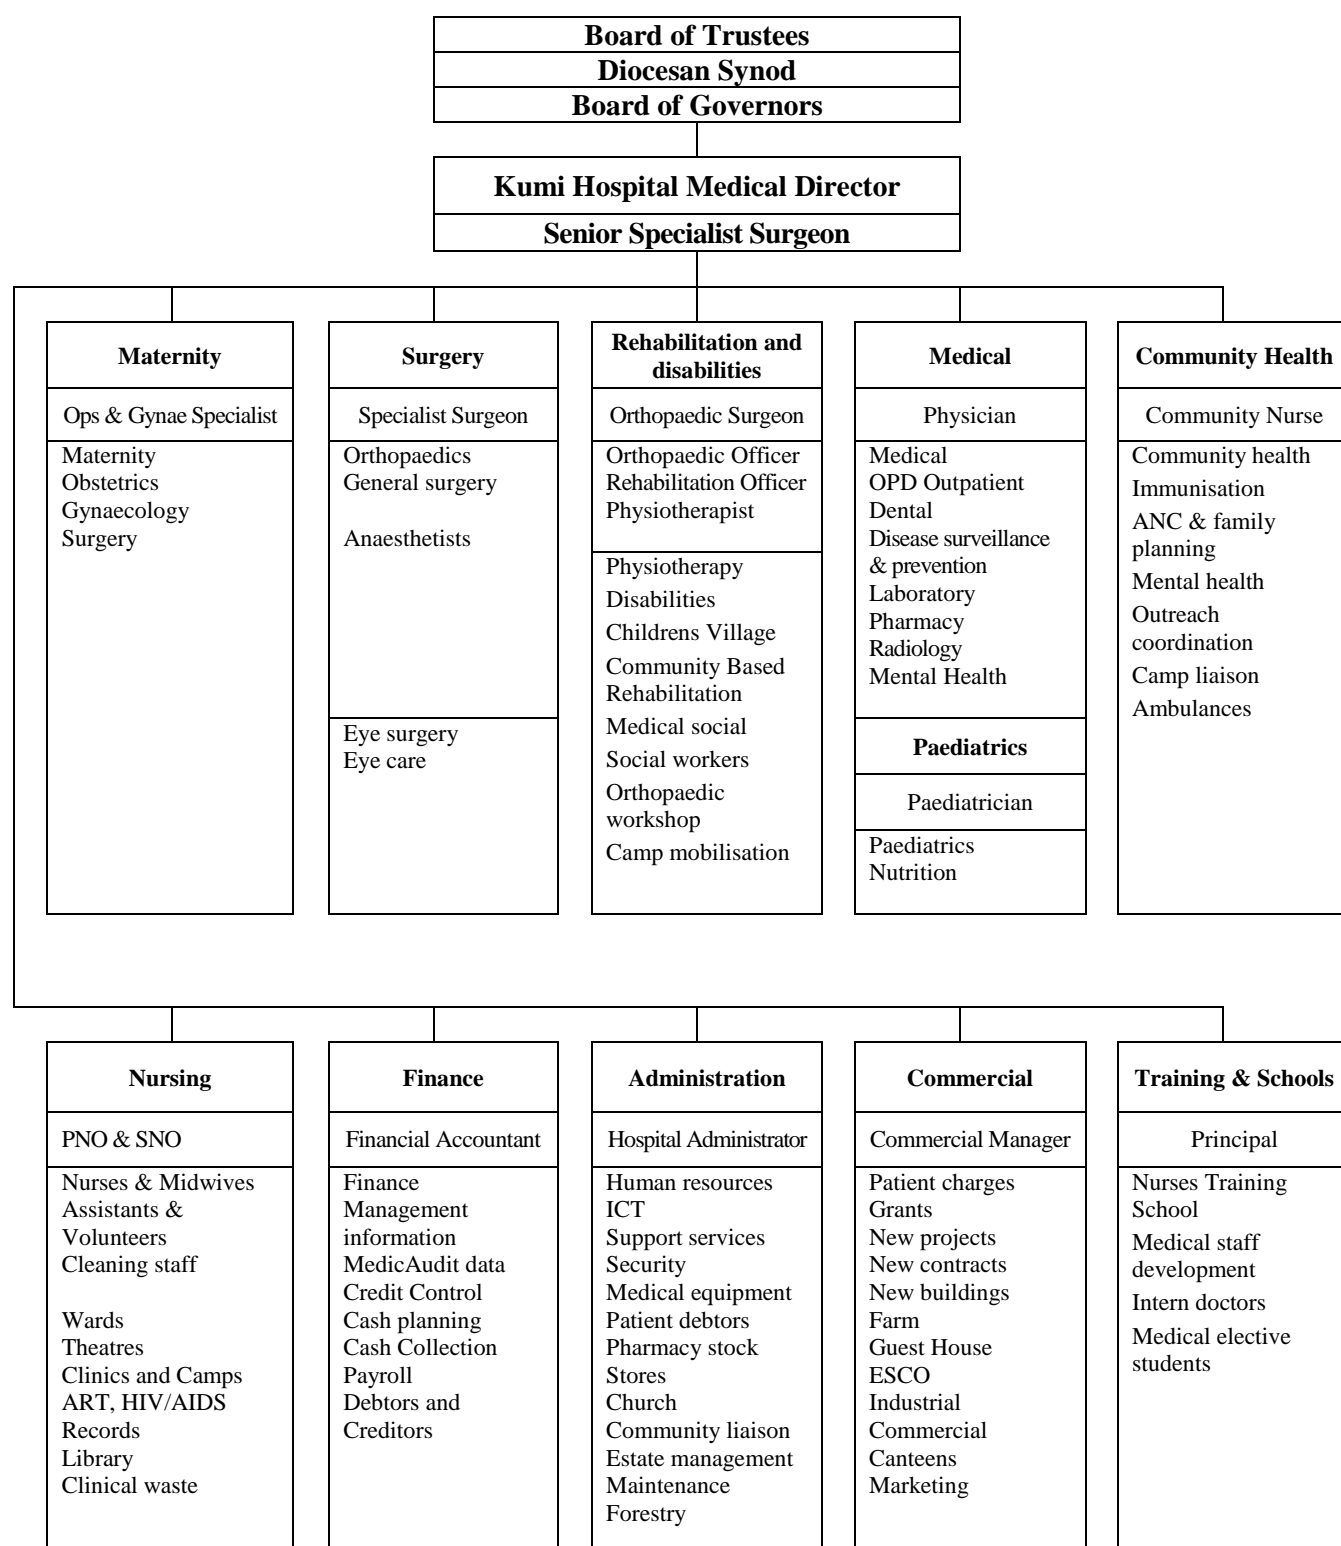 Board of Trustees
Diocesan Synod
Board of Governors
Kumi Hospital Medical Director
Senior Specialist Surgeon
Maternity
Ops & Gynae Specialist
Maternity
Obstetrics
Gynaecology
Surgery
Surgery
Specialist Surgeon
Orthopaedics
General surgery
Anaesthetists
Eye surgery
Eye care
Rehabilitation and
disabilities
Orthopaedic Surgeon
Orthopaedic Officer
Rehabilitation Officer
Physiotherapist
Physiotherapy
Disabilities
Childrens Village
Community Based
Rehabilitation
Medical social
Social workers
Orthopaedic
workshop
Camp mobilisation
Medical
Physician
Medical
OPD Outpatient
Dental
Disease surveillance
& prevention
Laboratory
Pharmacy
Radiology
Mental Health
Paediatrics
Paediatrician
Paediatrics
Nutrition
Community Health
Community Nurse
Community health
Immunisation
ANC & family
planning
Mental health
Outreach
coordination
Camp liaison
Ambulances
Nursing
PNO & SNO
Nurses & Midwives
Assistants &
Volunteers
Cleaning staff
Wards
Theatres
Clinics and Camps
ART, HIV/AIDS
Records
Library
Clinical waste
Finance
Financial Accountant
Finance
Management
information
MedicAudit data
Credit Control
Cash planning
Cash Collection
Payroll
Debtors and
Creditors
Administration
Hospital Administrator
Human resources
ICT
Support services
Security
Medical equipment
Patient debtors
Pharmacy stock
Stores
Church
Community liaison
Estate management
Maintenance
Forestry
Commercial
Commercial Manager
Patient charges
Grants
New projects
New contracts
New buildings
Farm
Guest House
ESCO
Industrial
Commercial
Canteens
Marketing
Training & Schools
Principal
Nurses Training
School
Medical staff
development
Intern doctors
Medical elective
students